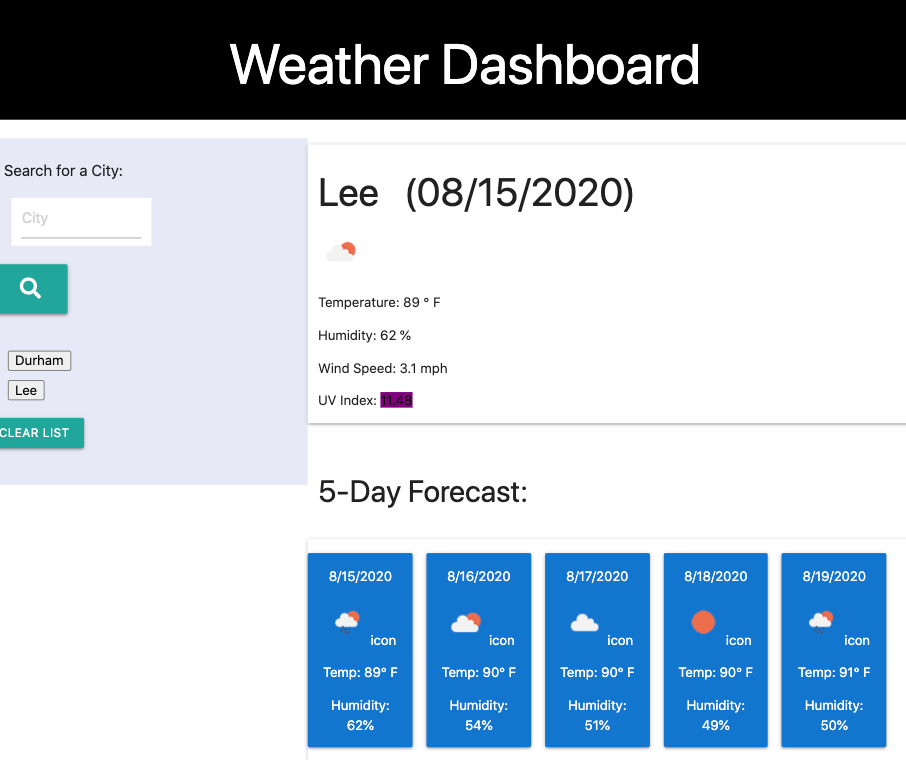 Weather Dashboard
Search for a City:
City
Durham
Lee
CLEAR LIST
Lee (08/15/2020)
Temperature: 89 ° F
Humidity: 62 %
Wind Speed: 3.1 mph
UV Index: 11.48
5-Day Forecast:
8/15/2020
icon
Temp: 89° F
Humidity:
62%
8/16/2020
icon
Temp: 90° F
Humidity:
54%
8/17/2020
icon
Temp: 90° F
Humidity:
51%
8/18/2020
icon
Temp: 90° F
Humidity:
49%
8/19/2020
icon
Temp: 91° F
Humidity:
50%